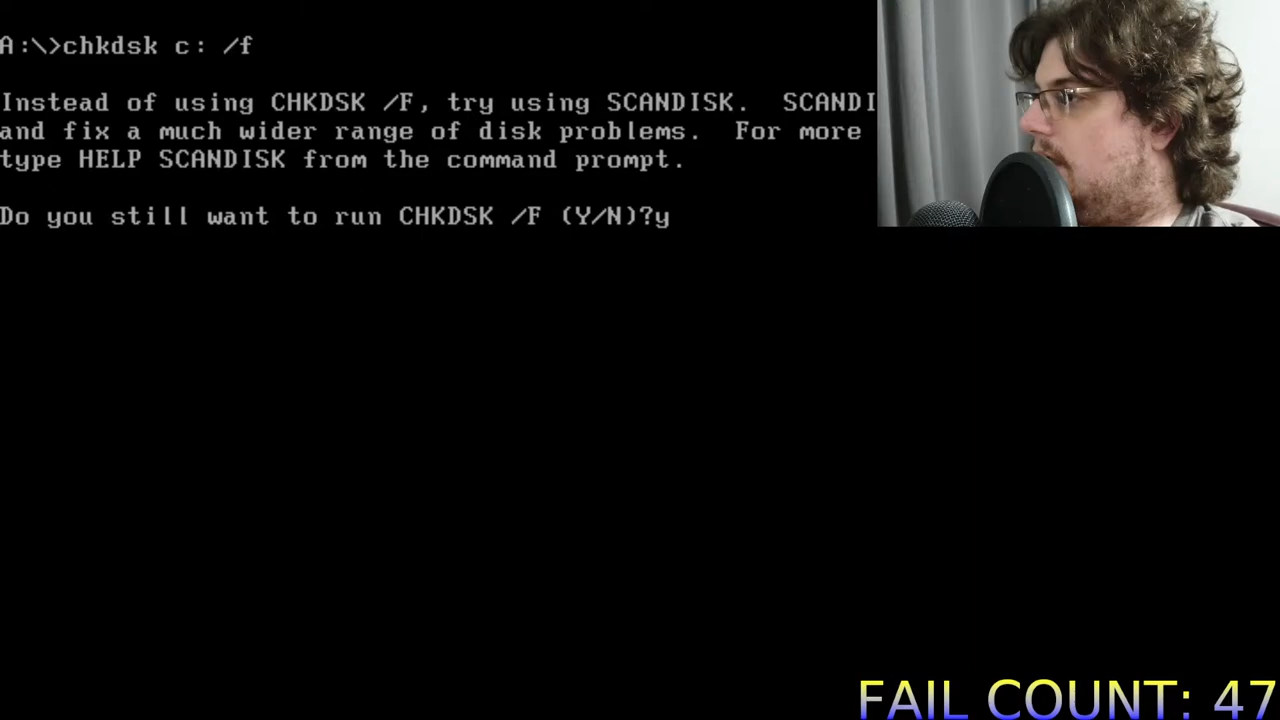 A:\>chkdsk c: /f
Instead of using CHKDSK /F, try using SCANDISK. SCANDI
and fix a much wider range of disk problems. For more
type HELP SCANDISK from the command prompt.
Do you still want to run CHKDSK /F (Y/N)?y
FAIL COUNT: 47